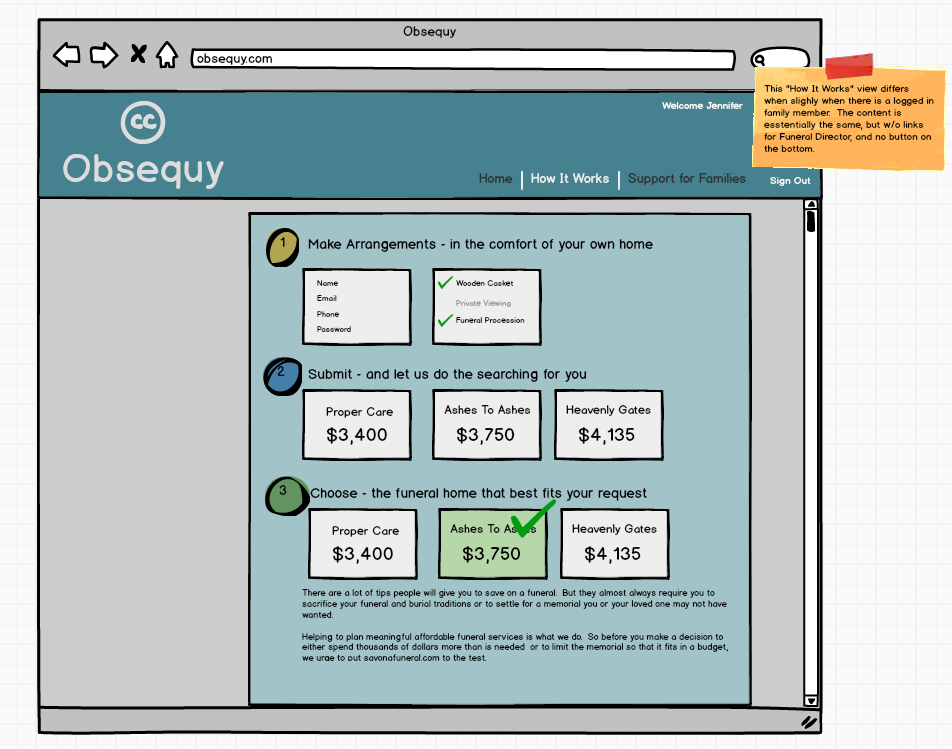 Obsequy
obsequy.com
This "How It Works" view differs
when slighly when there is a logged in
family member. The content is
esstentially the same, but w/o links
for Funeral Director, and no button on
the bottom.
Welcome Jennifer
cc
Obsequy
Home | How It Works | Support for Families
Sign Out
1 Make Arrangements - in the comfort of your own home
Name
Email
Phone
Password
Wooden Casket
Private Viewing
Funeral Procession
2 Submit - and let us do the searching for you
Proper Care
$3,400
Ashes To Ashes
$3,750
Heavenly Gates
$4,135
3 Choose - the funeral home that best fits your request
Proper Care
$3,400
Ashes To Ashes
$3,750
Heavenly Gates
$4,135
There are a lot of tips people will give you to save on a funeral. But they almost always require you to
sacrifice your funeral and burial traditions or to settle for a memorial you or your loved one may not have
wanted.
Helping to plan meaningful affordable funeral services is what we do. So before you make a decision to
either spend thousands of dollars more than is needed or to limit the memorial so that it fits in a budget,
we urge to put savonafuneral.com to the test.